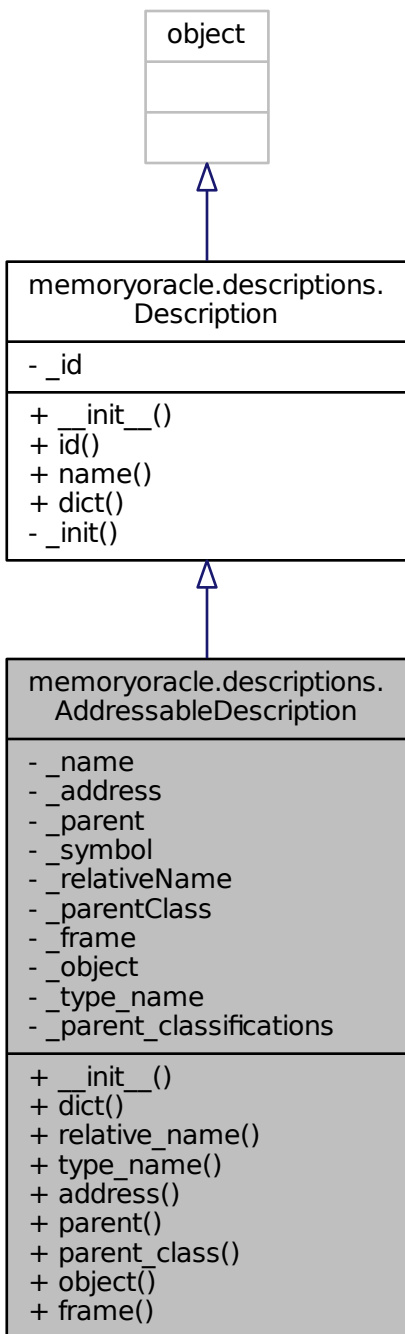 object
memoryoracle.descriptions.
Description
- _id
+ __init__()
+ id()
+ name()
+ dict()
- _init()
memoryoracle.descriptions.
AddressableDescription
- _name
- _address
- _parent
- _symbol
- _relativeName
- _parentClass
- _frame
- _object
- _type_name
- _parent_classifications
+ __init__()
+ dict()
+ relative_name()
+ type_name()
+ address()
+ parent()
+ parent_class()
+ object()
+ frame()